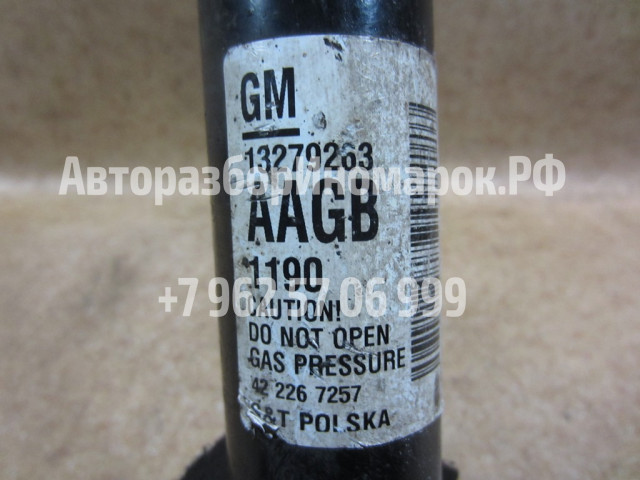 GM
13279263
АвторазборИномарок.РФ
AAGB
1190
+7 962 57 06 999
CAUTION!
DO NOT OPEN
GAS PRESSURE
42 226 7257
S&T POLSKA